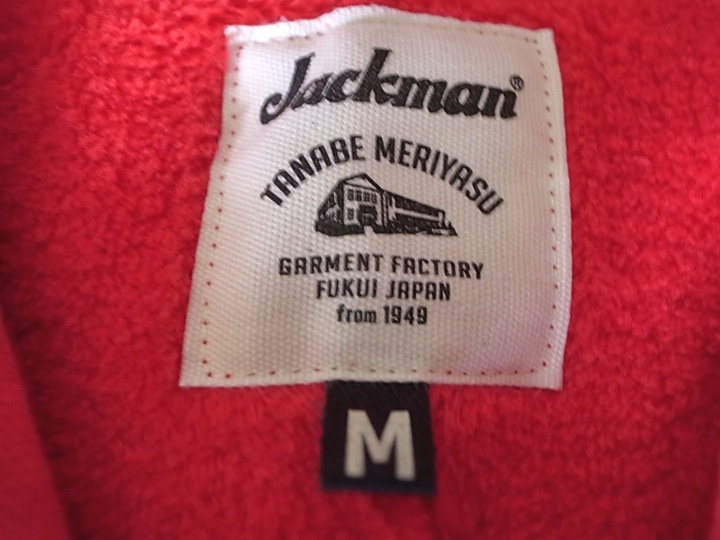 Jackman®
TANABE MERIYASU
GARMENT FACTORY
FUKUI JAPAN
from 1949
M